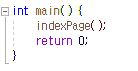 int main() {
indexPage();
return 0;
}